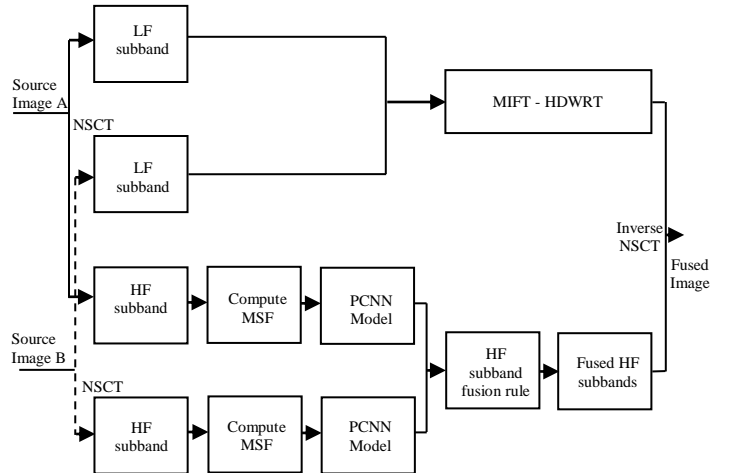 LF
subband
Source
Image A
NSCT
MIFT - HDWRT
LF
subband
Inverse
NSCT
Fused
Image
HF
subband
Compute
MSF
PCNN
Model
Source
Image B
HF
subband
fusion rule
Fused HF
subbands
NSCT
HF
subband
Compute
MSF
PCNN
Model